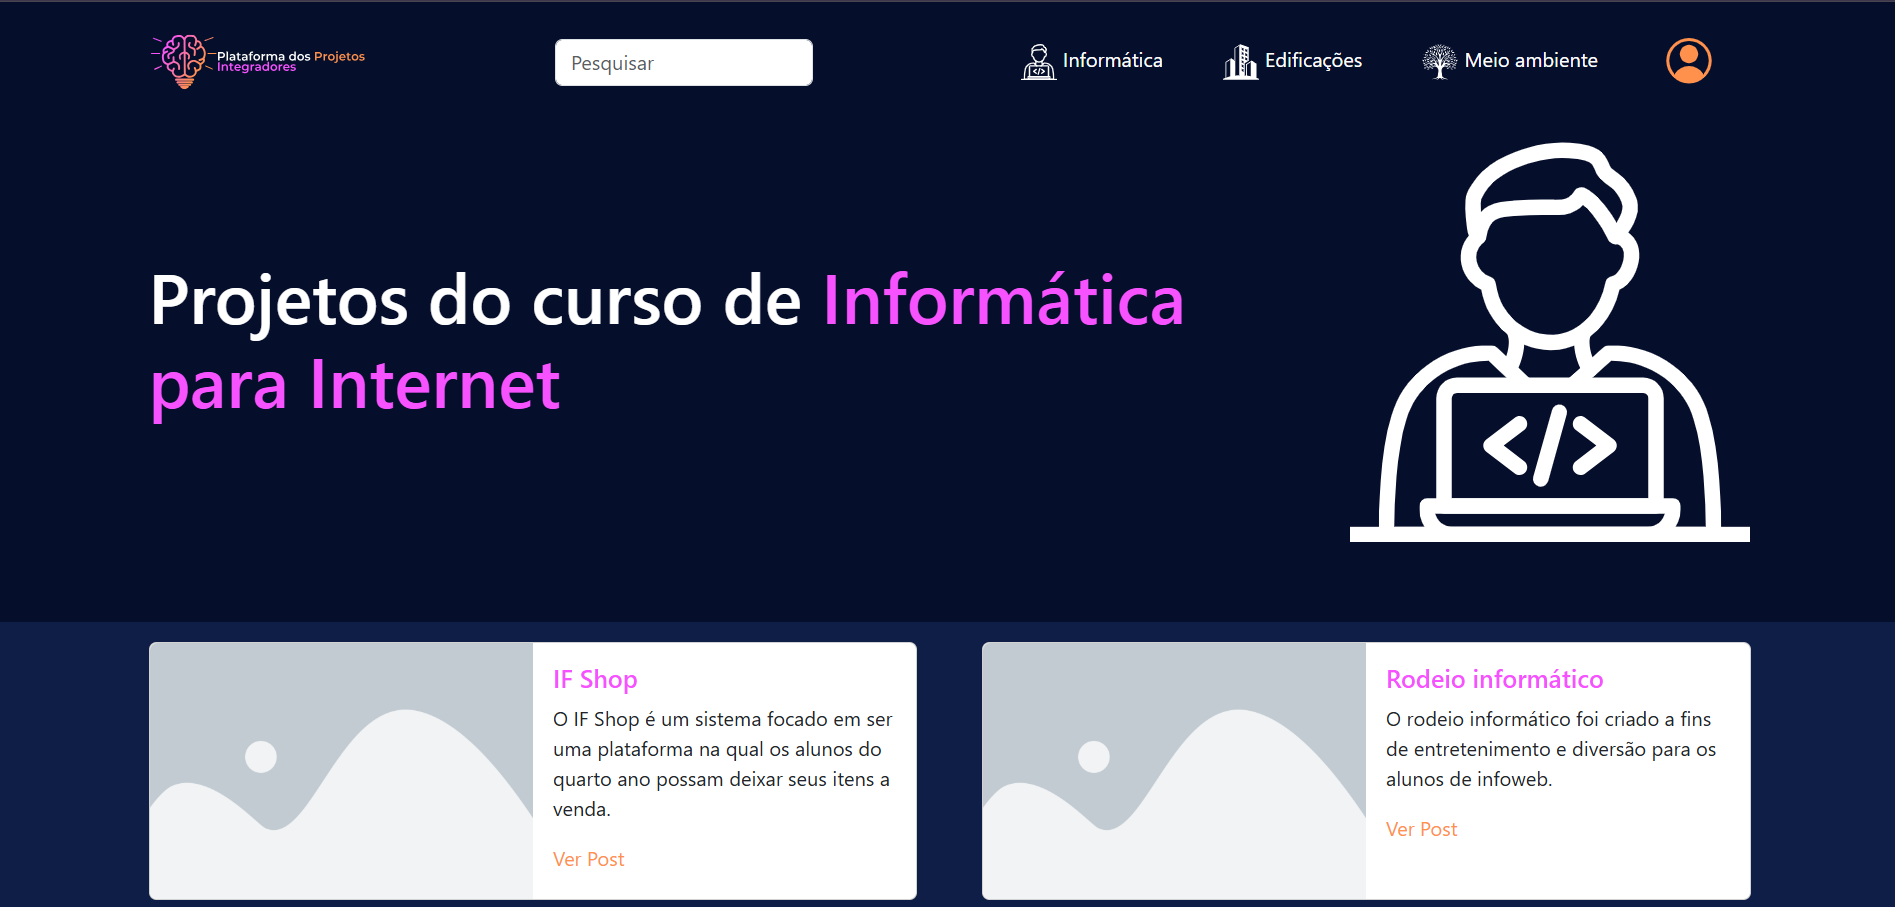 Plataforma dos Projetos
Integradores
Pesquisar
Informática
Edificações
Meio ambiente
Projetos do curso de Informática
para Internet
</>
IF Shop
O IF Shop é um sistema focado em ser
uma plataforma na qual os alunos do
quarto ano possam deixar seus itens a
venda.
Ver Post
Rodeio informático
O rodeio informático foi criado a fins
de entretenimento e diversão para os
alunos de infoweb.
Ver Post